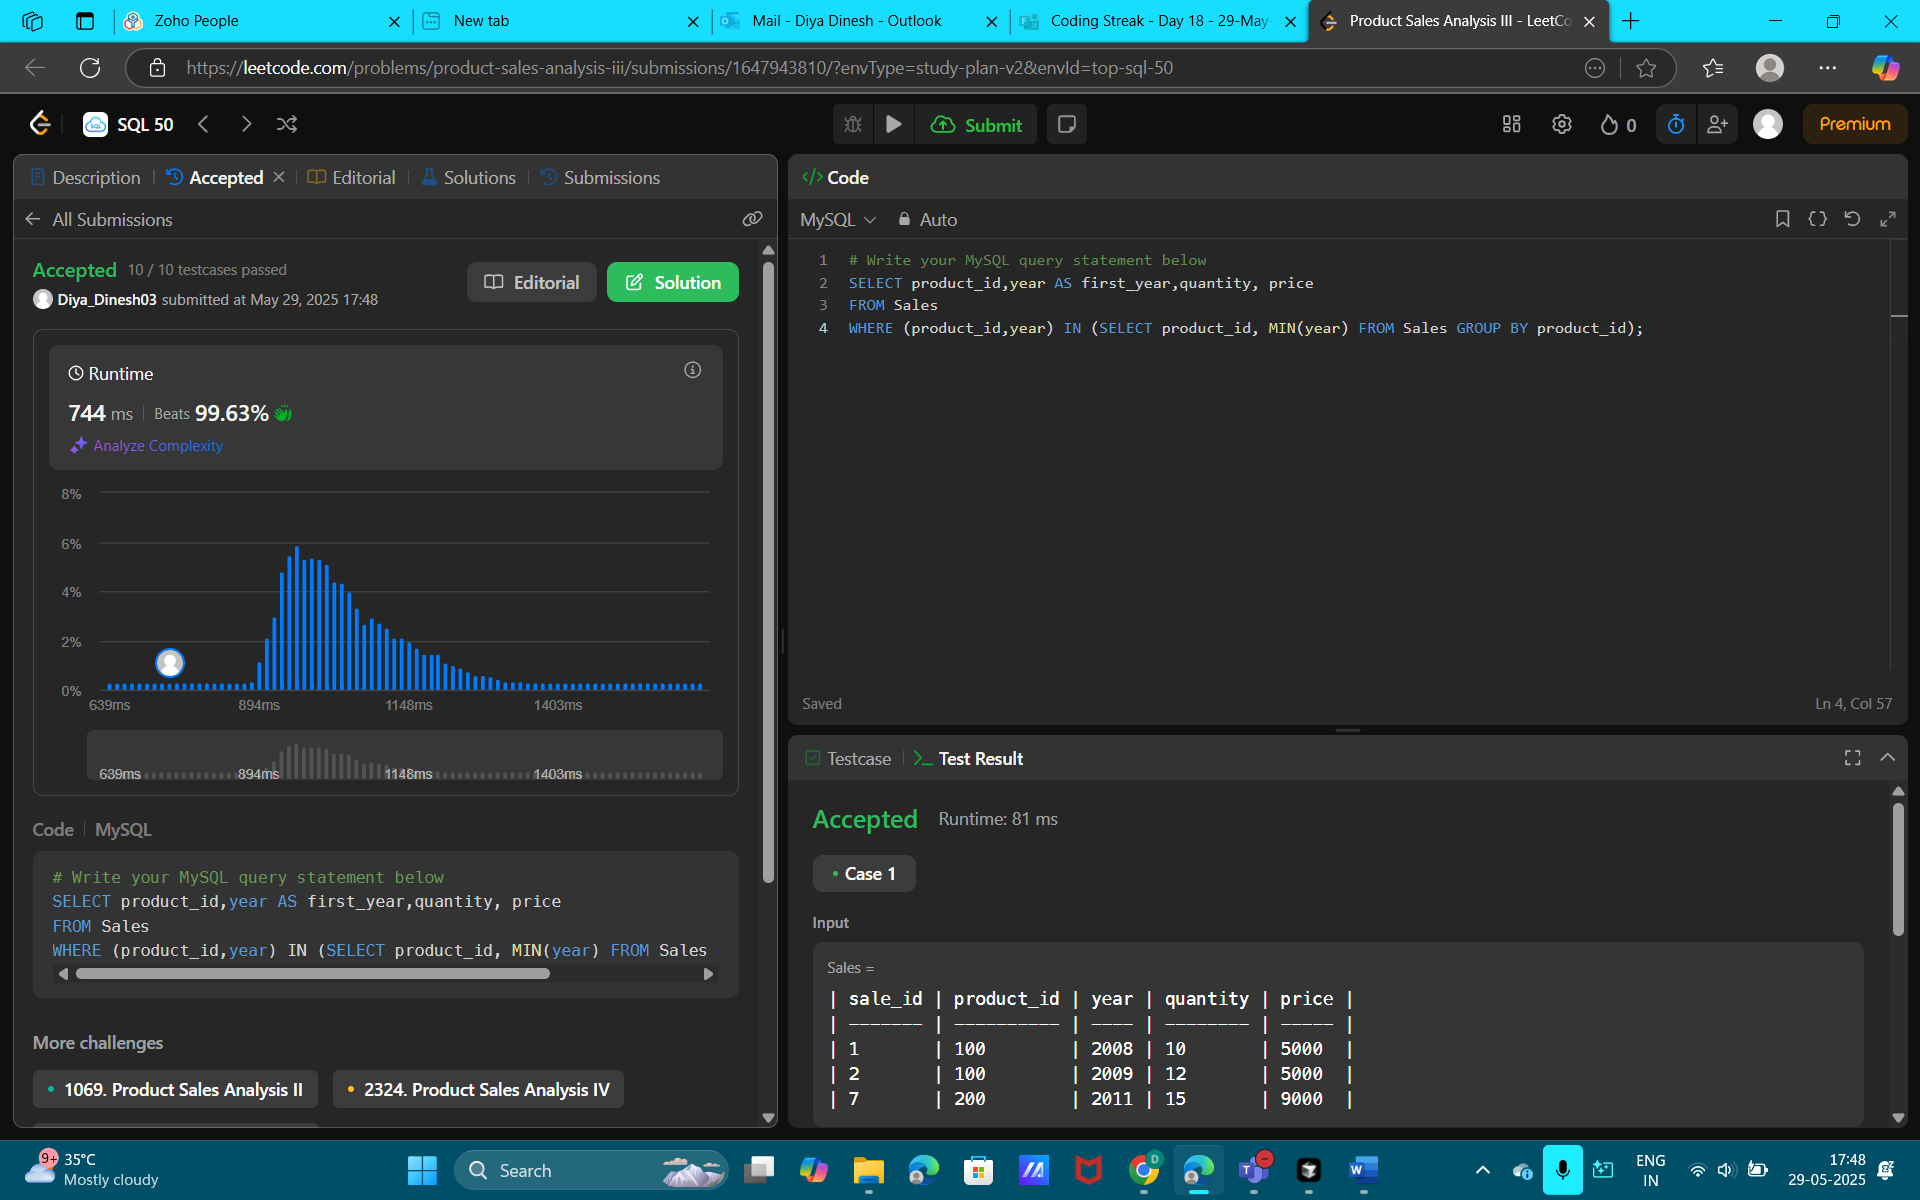 Zoho People
New tab
Mail - Diya Dinesh - Outlook
Coding Streak - Day 18 - 29-May-
Product Sales Analysis III - LeetCo
https://leetcode.com/problems/product-sales-analysis-iii/submissions/1647943810/?envType=study-plan-v2&envId=top-sql-50
SQL 50
Submit
0
Premium
Description
Accepted
Editorial
Solutions
Submissions
All Submissions
Accepted 10 / 10 testcases passed
Diya_Dinesh03 submitted at May 29, 2025 17:48
Editorial
Solution
Runtime
744 ms Beats 99.63%
Analyze Complexity
8%
6%
4%
2%
0%
639ms 894ms 1148ms 1403ms
639ms 894ms 1148ms 1403ms
Code MySQL
# Write your MySQL query statement below
SELECT product_id,year AS first_year,quantity, price
FROM Sales
WHERE (product_id,year) IN (SELECT product_id, MIN(year) FROM Sales
More challenges
1069. Product Sales Analysis II
2324. Product Sales Analysis IV
</> Code
MySQL Auto
1 # Write your MySQL query statement below
2 SELECT product_id,year AS first_year,quantity, price
3 FROM Sales
4 WHERE (product_id,year) IN (SELECT product_id, MIN(year) FROM Sales GROUP BY product_id);
Saved
Ln 4, Col 57
Testcase
>_ Test Result
Accepted Runtime: 81 ms
Case 1
Input
Sales =
| sale_id | product_id | year | quantity | price |
| ------- | ---------- | ---- | -------- | ----- |
| 1 | 100 | 2008 | 10 | 5000 |
| 2 | 100 | 2009 | 12 | 5000 |
| 7 | 200 | 2011 | 15 | 9000 |
9+
35°C
Mostly cloudy
Search
D
ENG
IN
17:48
29-05-2025